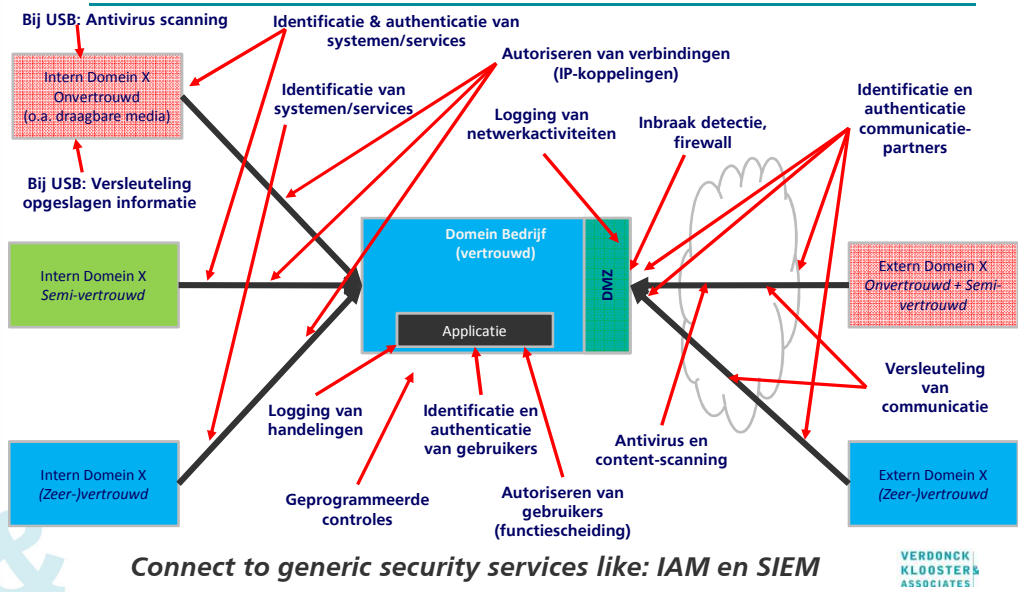 Bij USB: Antivirus scanning
Identificatie & authenticatie van
systemen/services
Autoriseren van verbindingen
(IP-koppelingen)
Intern Domein X
Onvertrouwd
(o.a. draagbare media)
Identificatie van
systemen/services
Logging van
netwerkactiviteiten
Inbraak detectie,
firewall
Identificatie en
authenticatie
communicatie-
partners
Bij USB: Versleuteling
opgeslagen informatie
Domein Bedrijf
(vertrouwd)
DMZ
Intern Domein X
Semi-vertrouwd
Extern Domein X
Onvertrouwd + Semi-
vertrouwd
Applicatie
Versleuteling
van
communicatie
Logging van
handelingen
Identificatie en
authenticatie
van gebruikers
Antivirus en
content-scanning
Intern Domein X
(Zeer-)vertrouwd
Geprogrammeerde
controles
Autoriseren van
gebruikers
(functiescheiding)
Extern Domein X
(Zeer-)vertrouwd
&
Connect to generic security services like: IAM en SIEM
VERDONCK
KLOOSTER&
ASSOCIATES